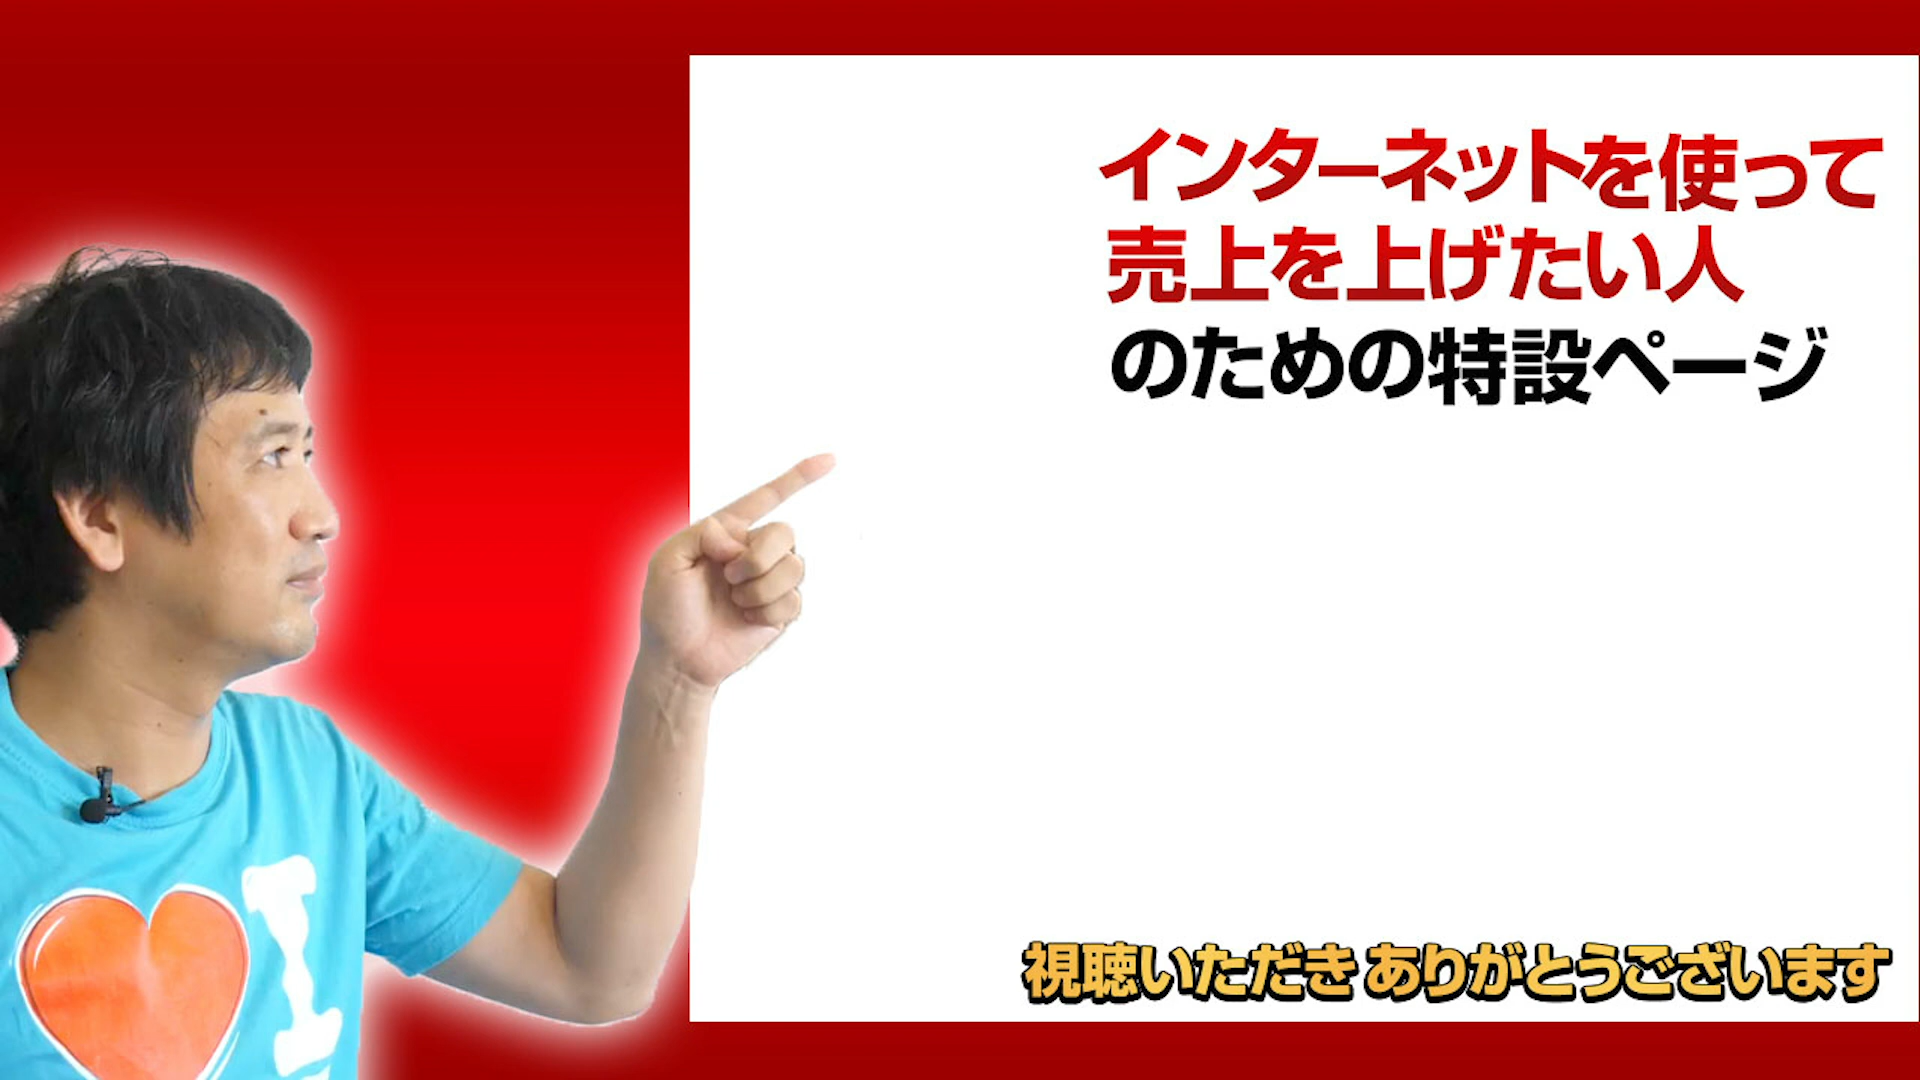 インターネットを使って
売上を上げたい人
のための特設ページ
視聴いただき ありがとうございます
I